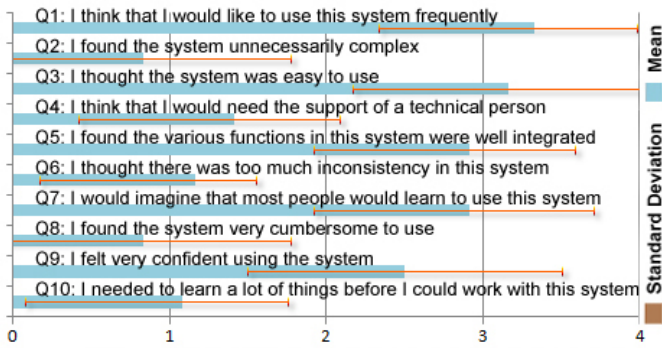 Q1: I think that I would like to use this system frequently
Q2: I found the system unnecessarily complex
Q3: I thought the system was easy to use
Q4: I think that I would need the support of a technical person
Q5: I found the various functions in this system were well integrated
Q6: I thought there was too much inconsistency in this system
Q7: I would imagine that most people would learn to use this system
Q8: I found the system very cumbersome to use
Q9: I felt very confident using the system
Q10: I needed to learn a lot of things before I could work with this system
0 1 2 3 4
Mean
Standard Deviation